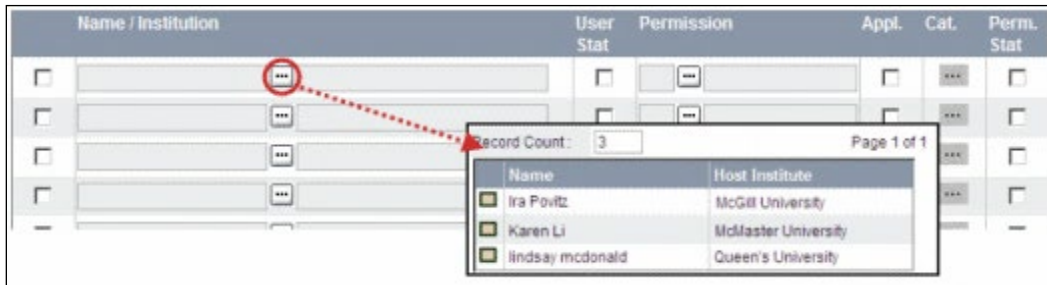 Name / Institution User Stat Permission Appl. Cat. Perm. Stat
Record Count: 3 Page 1 of 1
Name Host Institute
Ira Povitz McGill University
Karen Li McMaster University
lindsay mcdonald Queen's University